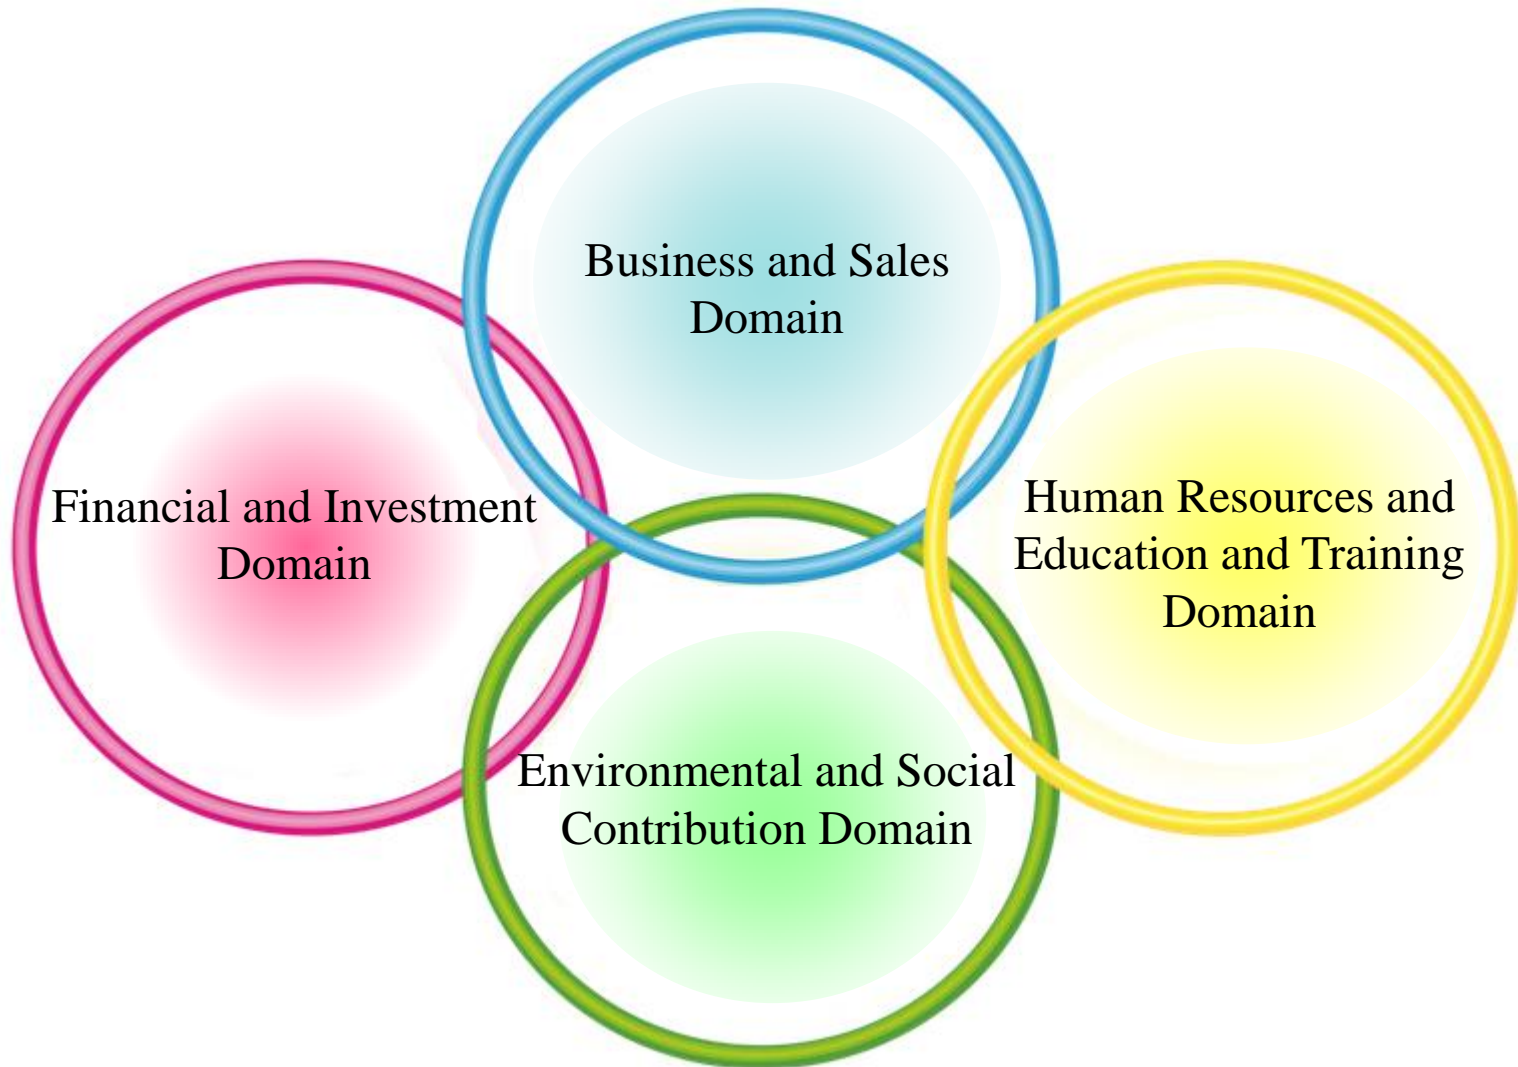 Business and Sales
Domain
Financial and Investment
Domain
Human Resources and
Education and Training
Domain
Environmental and Social
Contribution Domain